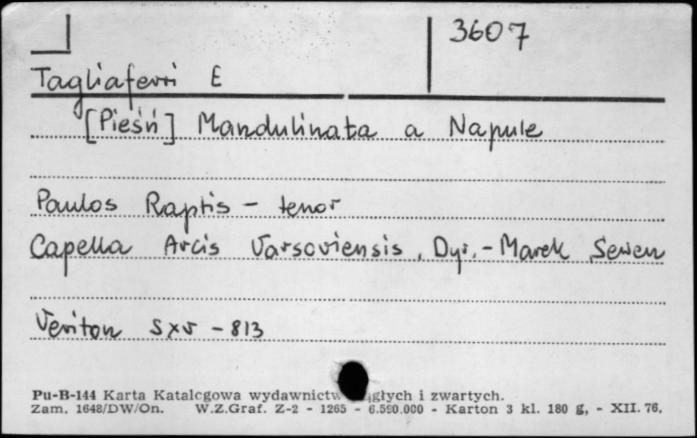 3607
Tagliaferri E
[Pieśń] Mandulinata a Napule
Paulos Raptis - tenor
Capella Arcis Varsoviensis, Dyr. - Marek Sewen
Veriton SXV - 813
Pu-B-144 Karta Katalogowa wydawnictw głych i zwartych.
Zam. 1648/DW/On. W.Z.Graf. Z-2 - 1265 - 6.590.000 - Karton 3 kl. 180 g, - XII. 76.